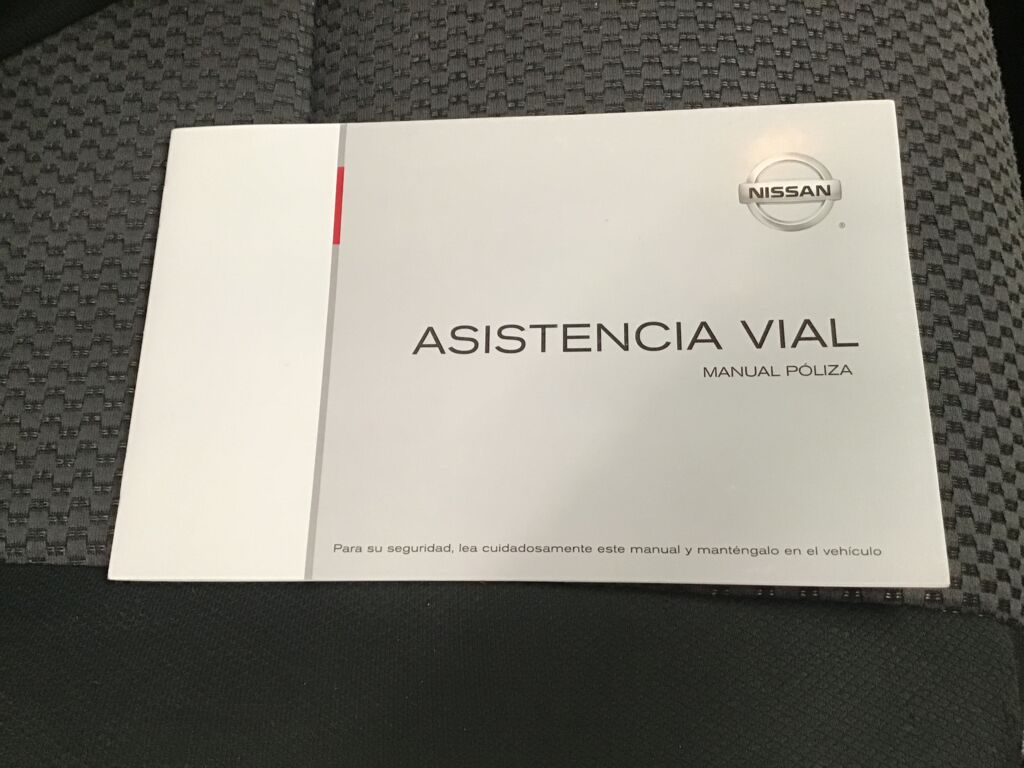 NISSAN
®
ASISTENCIA VIAL
MANUAL PÓLIZA
Para su seguridad, lea cuidadosamente este manual y manténgalo en el vehículo